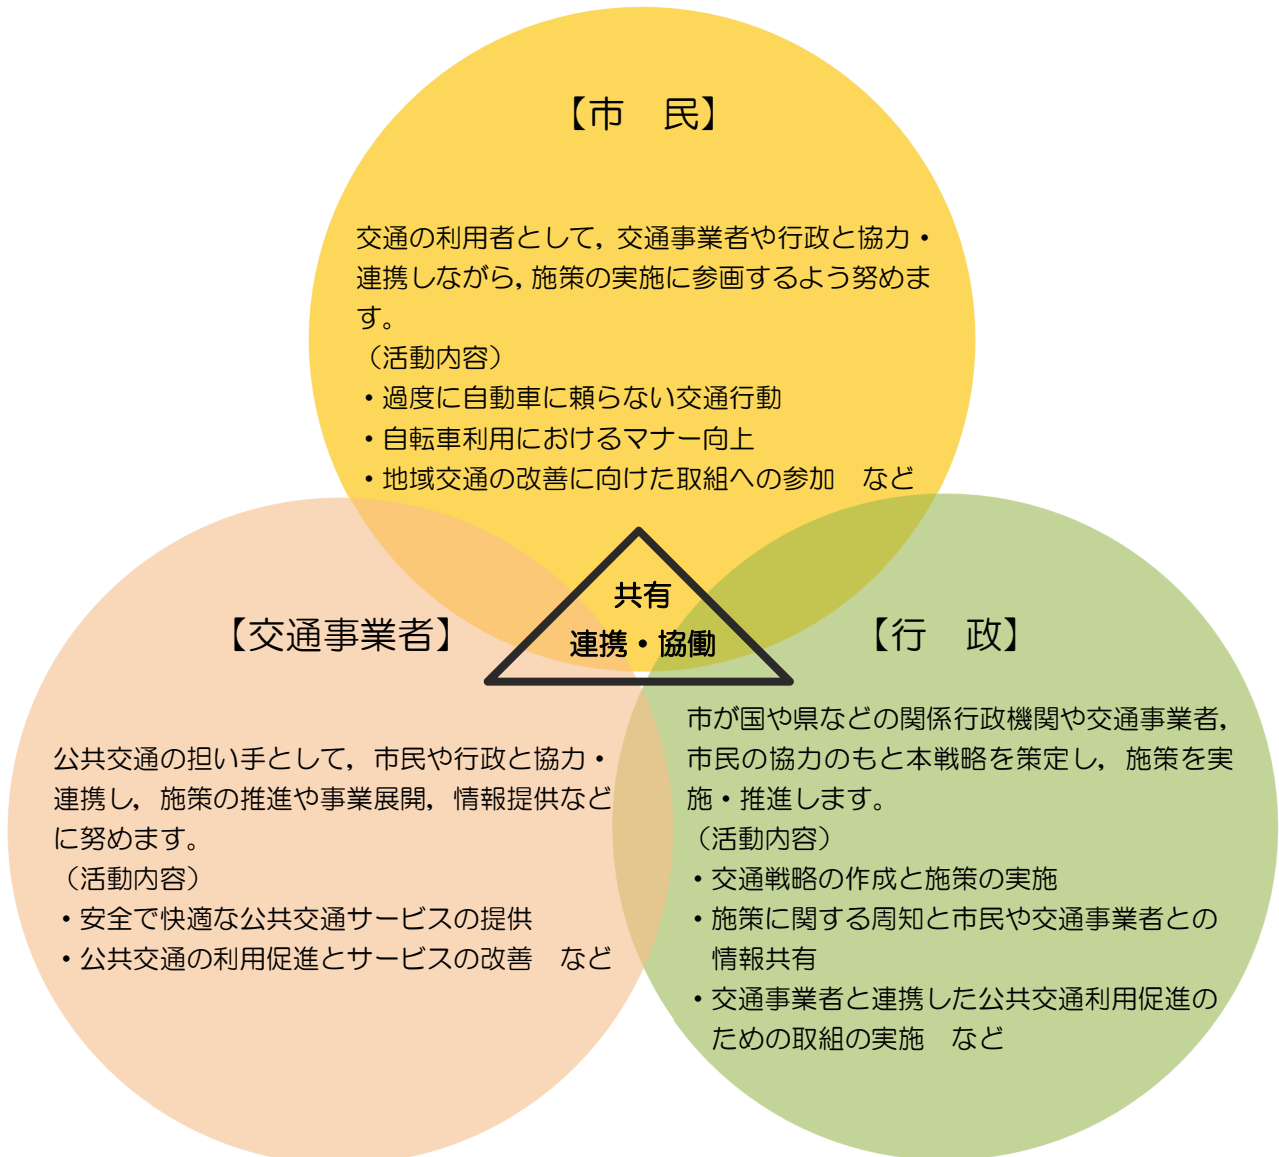 【市　民】
交通の利用者として，交通事業者や行政と協力・
連携しながら，施策の実施に参画するよう努めま
す。
（活動内容）
・過度に自動車に頼らない交通行動
・自転車利用におけるマナー向上
・地域交通の改善に向けた取組への参加　など
共有
連携・協働
【交通事業者】
公共交通の担い手として，市民や行政と協力・
連携し，施策の推進や事業展開，情報提供など
に努めます。
（活動内容）
・安全で快適な公共交通サービスの提供
・公共交通の利用促進とサービスの改善　など
【行　政】
市が国や県などの関係行政機関や交通事業者，
市民の協力のもと本戦略を策定し，施策を実
施・推進します。
（活動内容）
・交通戦略の作成と施策の実施
・施策に関する周知と市民や交通事業者との
情報共有
・交通事業者と連携した公共交通利用促進の
ための取組の実施　など